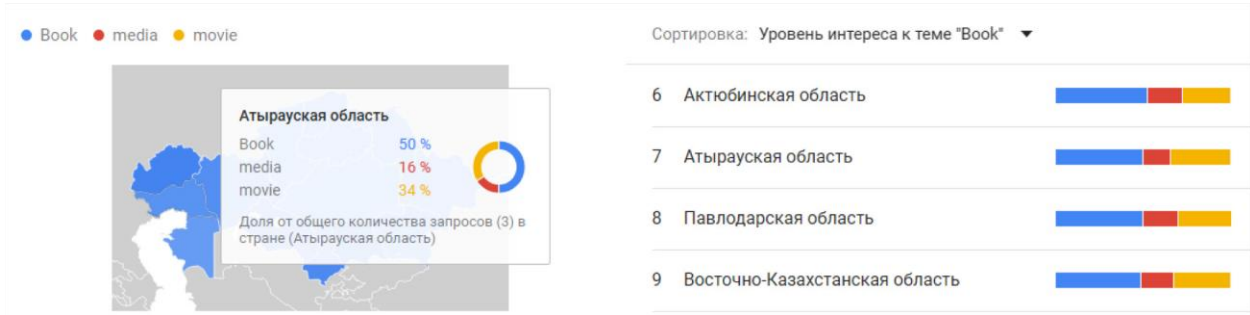 Book media movie
Сортировка: Уровень интереса к теме "Book"
Атырауская область
Book 50 %
media 16 %
movie 34 %
Доля от общего количества запросов (3) в
стране (Атырауская область)
6 Актюбинская область
7 Атырауская область
8 Павлодарская область
9 Восточно-Казахстанская область